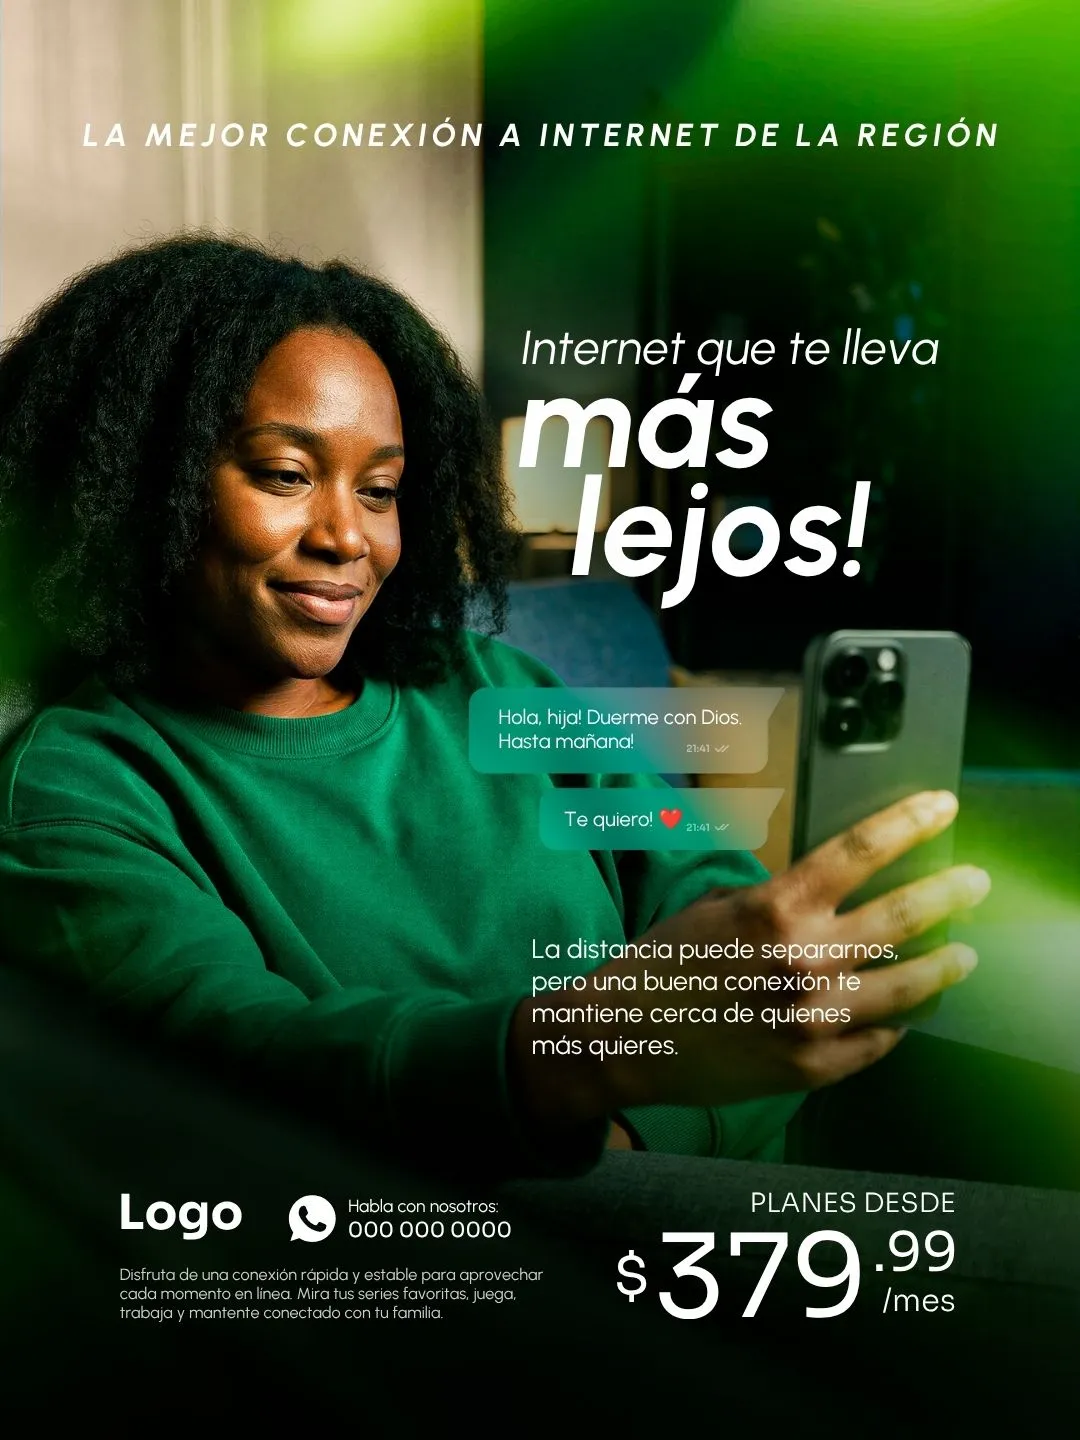 LA MEJOR CONEXIÓN A INTERNET DE LA REGIÓN
Internet que te lleva
más
lejos!
Hola, hija! Duerme con Dios.
Hasta mañana!
21:41
Te quiero! ❤️
21:41
La distancia puede separarnos,
pero una buena conexión te
mantiene cerca de quienes
más quieres.
Logo
Habla con nosotros:
000 000 0000
Disfruta de una conexión rápida y estable para aprovechar
cada momento en línea. Mira tus series favoritas, juega,
trabaja y mantente conectado con tu familia.
PLANES DESDE
$379.99
/mes